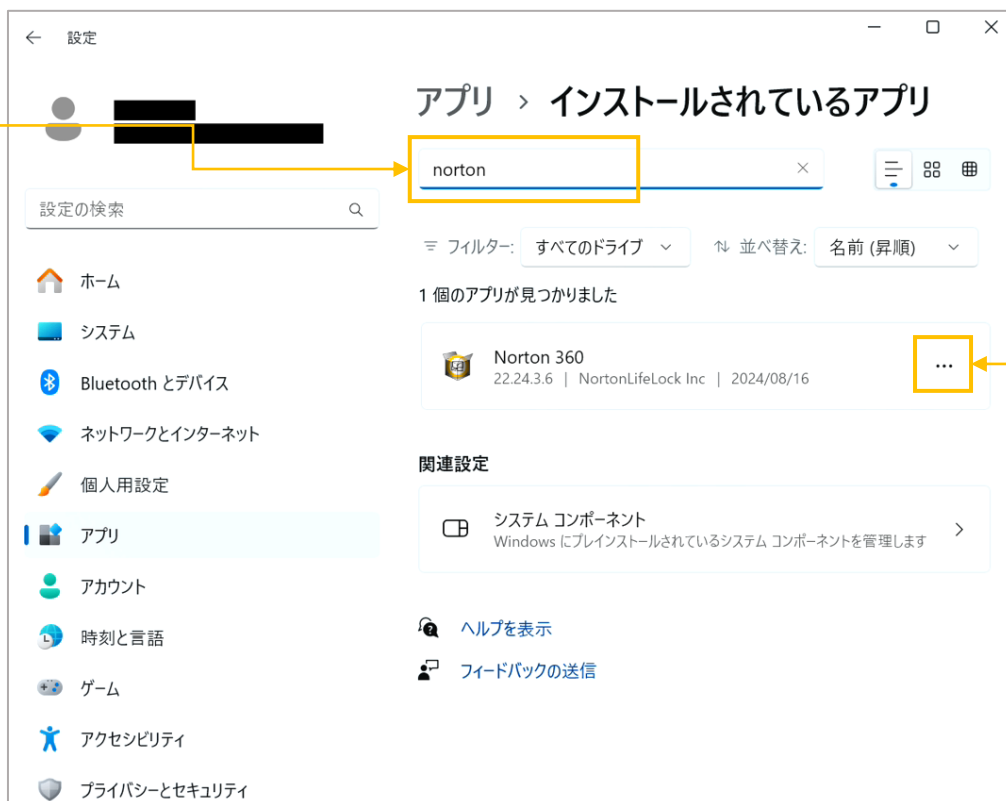 設定
アプリ › インストールされているアプリ
norton
設定の検索
フィルター: すべてのドライブ 並べ替え: 名前 (昇順)
1 個のアプリが見つかりました
Norton 360
22.24.3.6 | NortonLifeLock Inc | 2024/08/16
関連設定
システム コンポーネント
Windows にプレインストールされているシステム コンポーネントを管理します
ヘルプを表示
フィードバックの送信
ホーム
システム
Bluetooth とデバイス
ネットワークとインターネット
個人用設定
アプリ
アカウント
時刻と言語
ゲーム
アクセシビリティ
プライバシーとセキュリティ